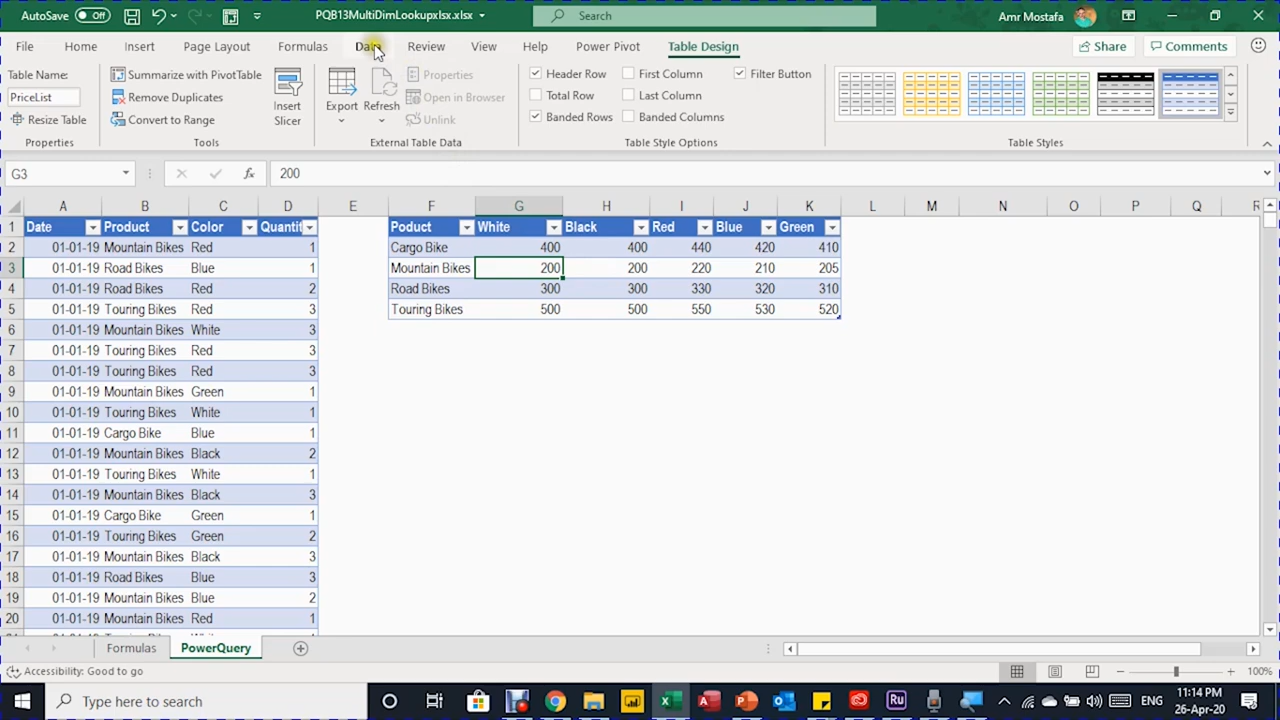 AutoSave Off PQB13MultiDimLookupxlsx.xlsx Search Amr Mostafa
File Home Insert Page Layout Formulas Data Review View Help Power Pivot Table Design Share Comments
Table Name:
PriceList
Resize Table
Properties
Summarize with PivotTable
Remove Duplicates
Convert to Range
Insert
Slicer
Tools
Export
Refresh
Properties
Open in Browser
Unlink
External Table Data
Header Row
Total Row
Banded Rows
First Column
Last Column
Banded Columns
Filter Button
Table Style Options
Table Styles
G3 fx 200
A B C D E F G H I J K L M N O P Q R
1 Date Product Color Quantit Poduct White Black Red Blue Green
2 01-01-19 Mountain Bikes Red 1 Cargo Bike 400 400 440 420 410
3 01-01-19 Road Bikes Blue 1 Mountain Bikes 200 200 220 210 205
4 01-01-19 Road Bikes Red 2 Road Bikes 300 300 330 320 310
5 01-01-19 Touring Bikes Red 3 Touring Bikes 500 500 550 530 520
6 01-01-19 Mountain Bikes White 3
7 01-01-19 Touring Bikes Red 3
8 01-01-19 Touring Bikes Red 3
9 01-01-19 Mountain Bikes Green 1
10 01-01-19 Touring Bikes White 1
11 01-01-19 Cargo Bike Blue 1
12 01-01-19 Mountain Bikes Black 2
13 01-01-19 Touring Bikes White 1
14 01-01-19 Mountain Bikes Black 3
15 01-01-19 Cargo Bike Green 1
16 01-01-19 Touring Bikes Green 2
17 01-01-19 Mountain Bikes Black 3
18 01-01-19 Road Bikes Blue 3
19 01-01-19 Mountain Bikes Blue 2
20 01-01-19 Mountain Bikes Red 1
Formulas PowerQuery
Accessibility: Good to go 100%
Type here to search Ru ENG 11:14 PM
26-Apr-20